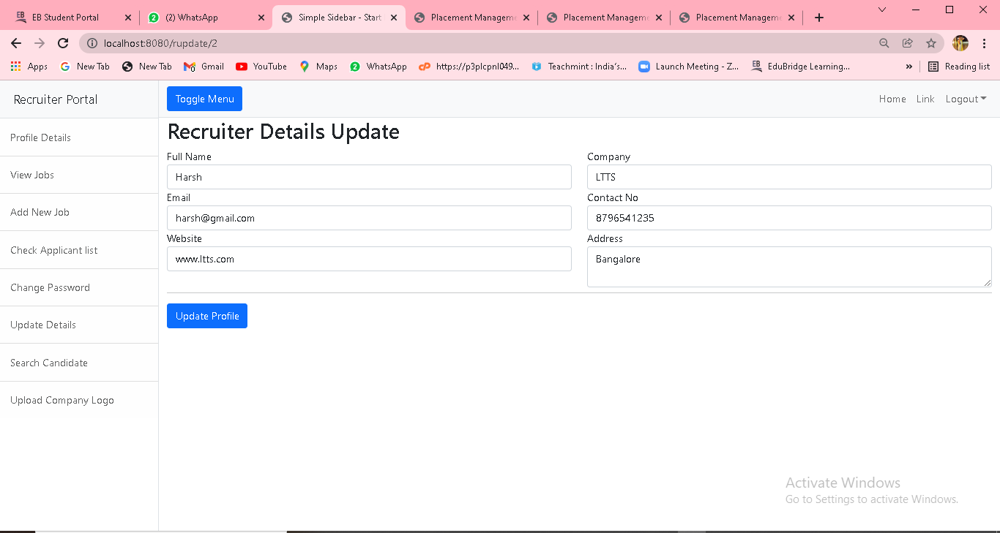 EB Student Portal
(2) WhatsApp
Simple Sidebar - Start
Placement Managem
Placement Managem
Placement Managem
localhost:8080/rupdate/2
Apps New Tab New Tab Gmail YouTube Maps WhatsApp https://p3plcpnl049... Teachmint : India's... Launch Meeting - Z... EduBridge Learning... » Reading list
Recruiter Portal
Toggle Menu
Home Link Logout
Profile Details
View Jobs
Add New Job
Check Applicant list
Change Password
Update Details
Search Candidate
Upload Company Logo
Recruiter Details Update
Full Name
Harsh
Company
LTTS
Email
harsh@gmail.com
Contact No
8796541235
Website
www.ltts.com
Address
Bangalore
Update Profile
Activate Windows
Go to Settings to activate Windows.